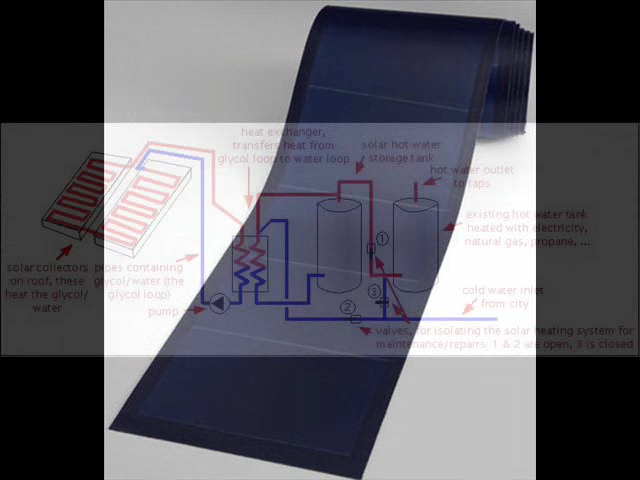 heat exchanger,
transfers heat from
glycol loop to water loop
solar hot water
storage tank
hot water outlet
to taps
existing hot water tank
heated with electricity,
natural gas, propane, ...
solar collectors
on roof, these
heat the glycol/
water
pipes containing
glycol/water (the
glycol loop)
pump
1
3
2
cold water inlet
from city
valves, for isolating the solar heating system for
maintenance/repairs: 1 & 2 are open, 3 is closed